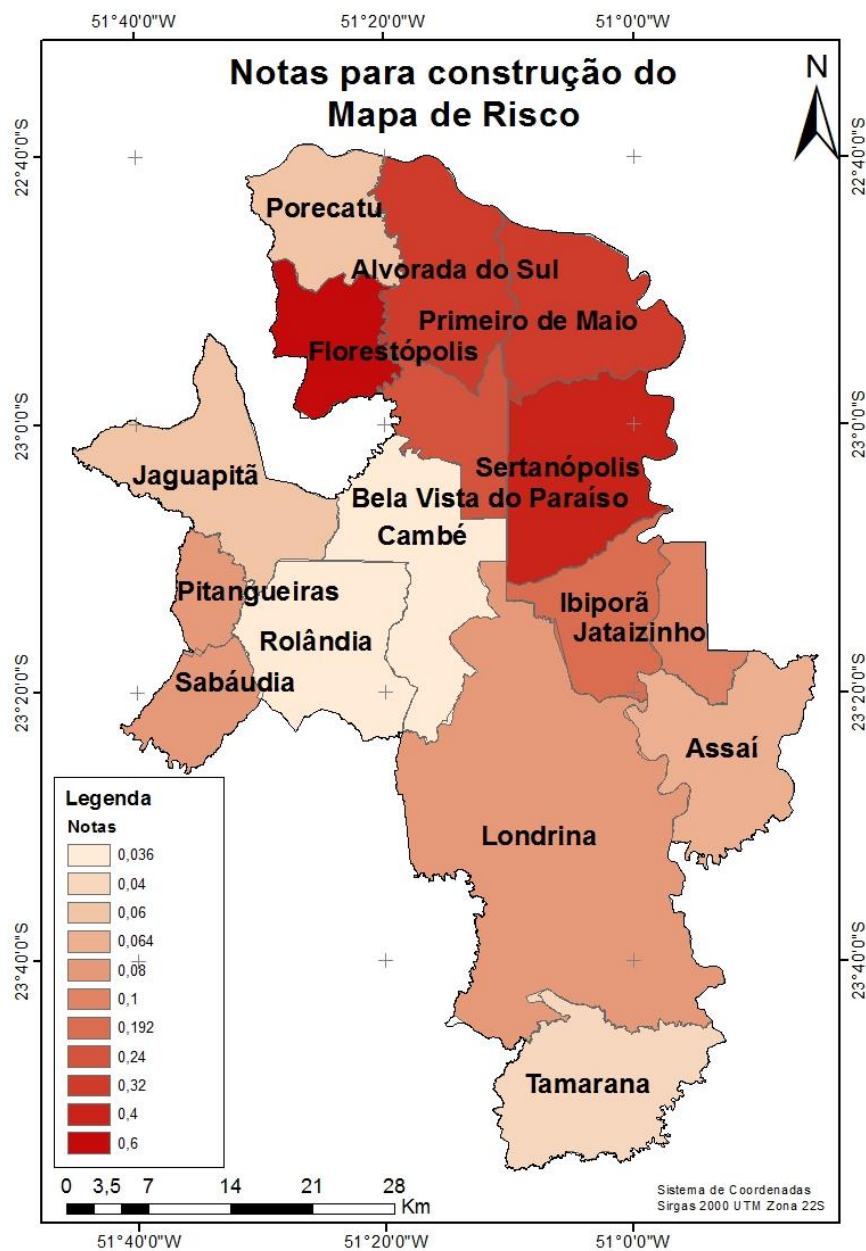 51°40'0"W 51°20'0"W 51°0'0"W
Notas para construção do
Mapa de Risco
N
22°40'0"S 22°40'0"S
Porecatu
Alvorada do Sul
Primeiro de Maio
Florestópolis
23°0'0"S 23°0'0"S
Jaguapitã
Sertanópolis
Bela Vista do Paraíso
Cambé
Pitangueiras
Ibiporã
Jataizinho
Rolândia
Sabáudia
23°20'0"S 23°20'0"S
Assaí
Londrina
Legenda
Notas
0,036
0,04
0,06
0,064
0,08
0,1
0,192
0,24
0,32
0,4
0,6
23°40'0"S 23°40'0"S
Tamarana
0 3,5 7 14 21 28
Km
Sistema de Coordenadas
Sirgas 2000 UTM Zona 22S
51°40'0"W 51°20'0"W 51°0'0"W